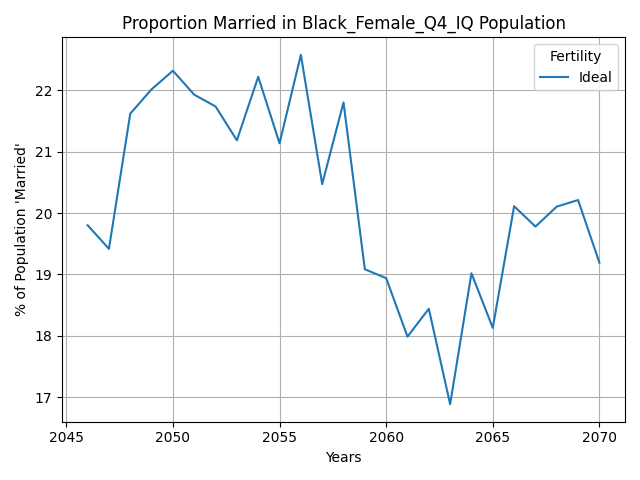 Proportion Married in Black_Female_Q4_IQ Population
Fertility
Ideal
% of Population 'Married'
22
21
20
19
18
17
2045 2050 2055 2060 2065 2070
Years